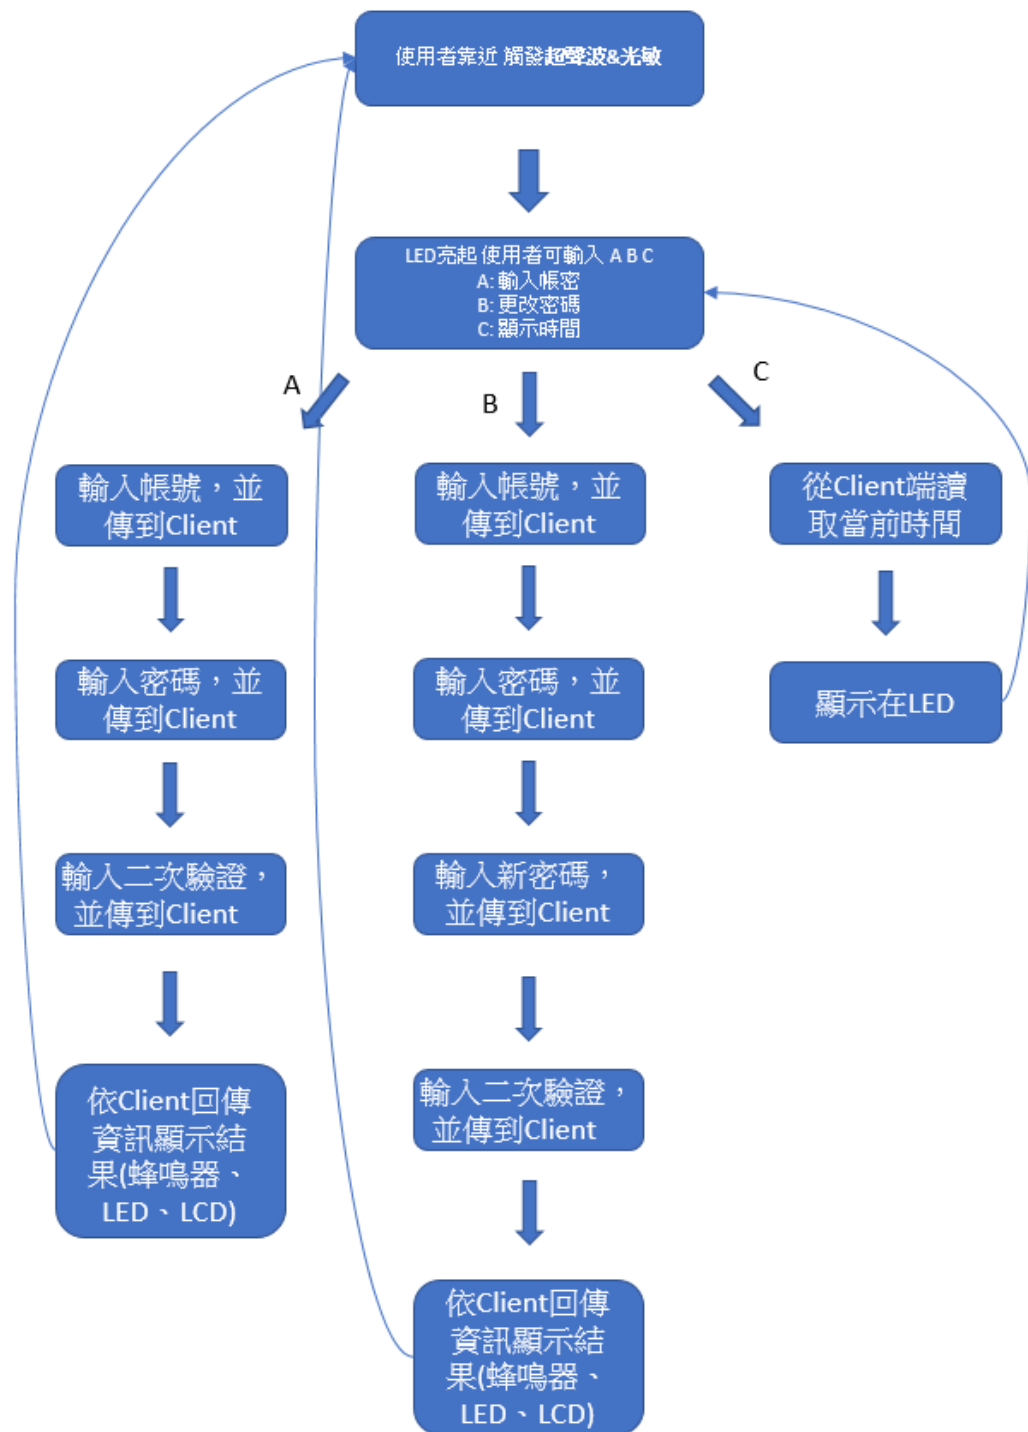 使用者靠近 觸發超聲波&光敏
LED亮起 使用者可輸入 A B C
A: 輸入帳密
B: 更改密碼
C: 顯示時間
A
B
C
輸入帳號，並
傳到Client
輸入密碼，並
傳到Client
輸入二次驗證，
並傳到Client
依Client回傳
資訊顯示結
果(蜂鳴器、
LED、LCD)
輸入帳號，並
傳到Client
輸入密碼，並
傳到Client
輸入新密碼，
並傳到Client
輸入二次驗證，
並傳到Client
依Client回傳
資訊顯示結
果(蜂鳴器、
LED、LCD)
從Client端讀
取當前時間
顯示在LED